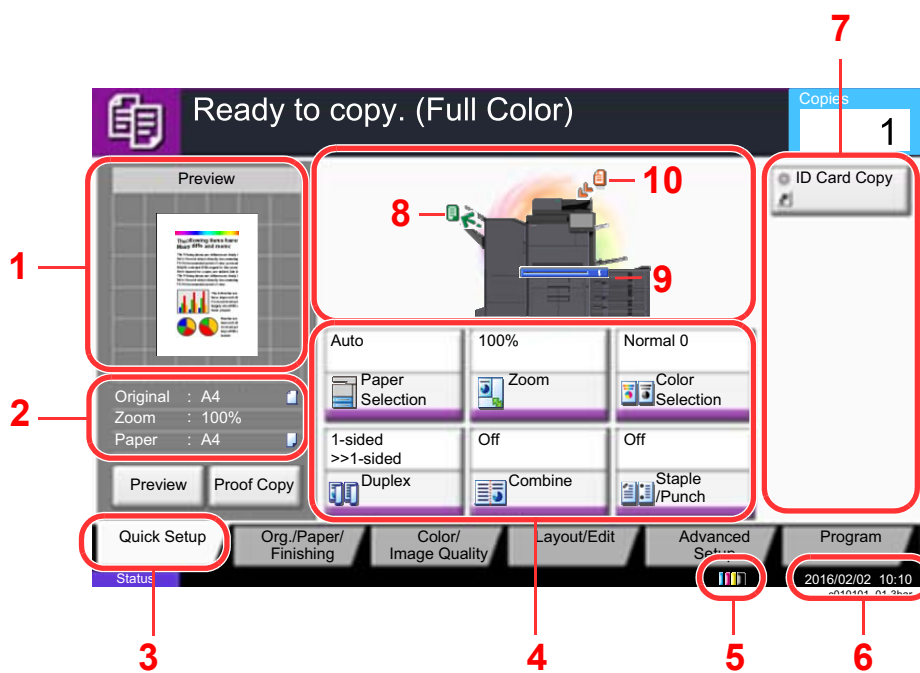 7
Ready to copy. (Full Color)
Copies
1
Preview
10
8
9
ID Card Copy
1
Auto
100%
Normal 0
Paper
Selection
Zoom
Color
Selection
2
Original : A4
Zoom : 100%
Paper : A4
1-sided
>>1-sided
Off
Off
Duplex
Combine
Staple
/Punch
Preview
Proof Copy
Quick Setup
Org./Paper/
Finishing
Color/
Image Quality
Layout/Edit
Advanced
Setup
Program
Status
2016/02/02 10:10
3
4
5
6